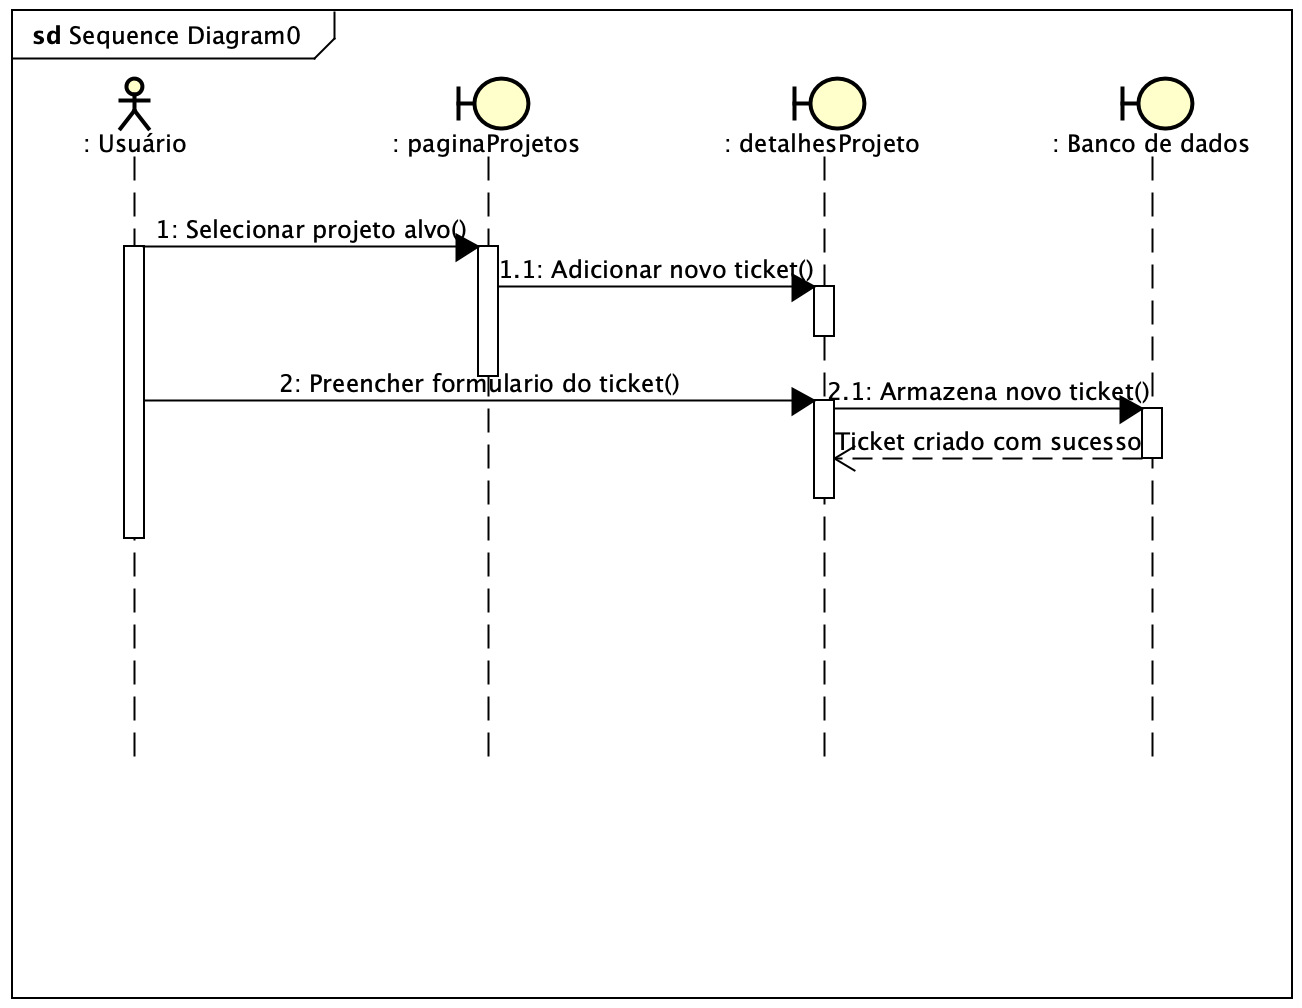 sd Sequence Diagram0
: Usuário
: paginaProjetos
: detalhesProjeto
: Banco de dados
1: Selecionar projeto alvo()
1.1: Adicionar novo ticket()
2: Preencher formulario do ticket()
2.1: Armazena novo ticket()
Ticket criado com sucesso